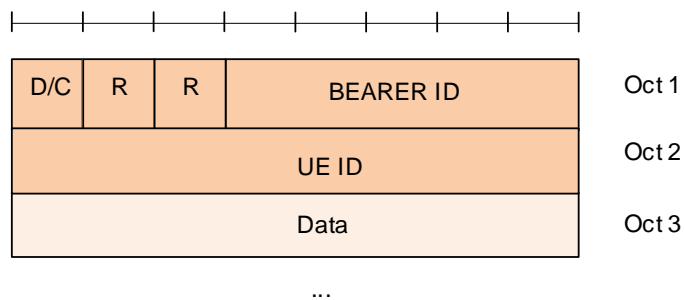 D/C R R BEARER ID Oct 1
UE ID Oct 2
Data Oct 3
...